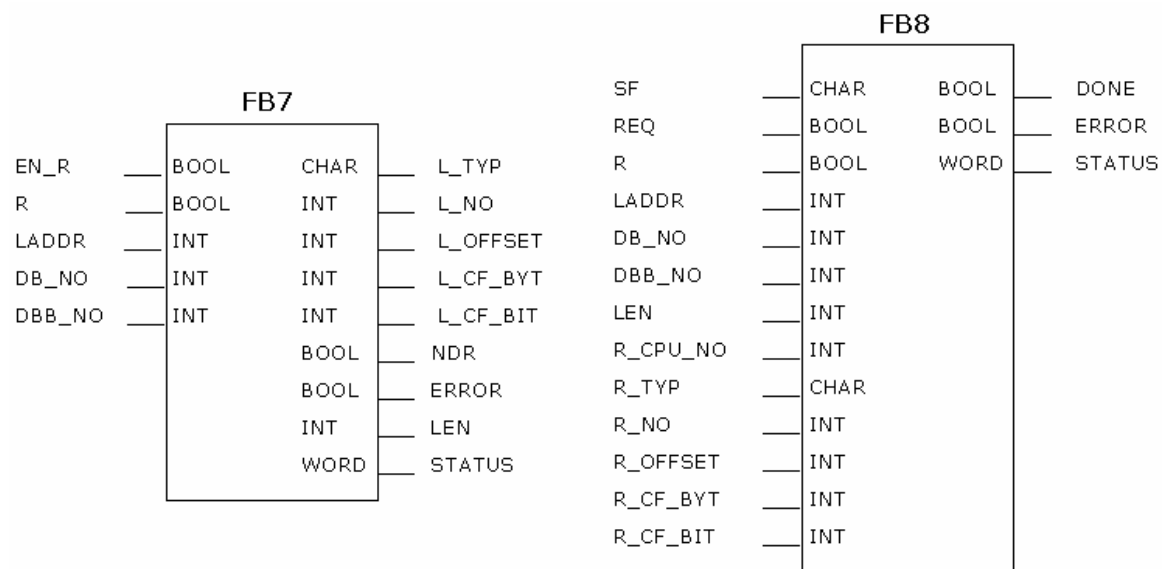 FB7
EN_R BOOL CHAR L_TYP
R BOOL INT L_NO
LADDR INT INT L_OFFSET
DB_NO INT INT L_CF_BYT
DBB_NO INT INT L_CF_BIT
BOOL NDR
BOOL ERROR
INT LEN
WORD STATUS
FB8
SF CHAR BOOL DONE
REQ BOOL BOOL ERROR
R BOOL WORD STATUS
LADDR INT
DB_NO INT
DBB_NO INT
LEN INT
R_CPU_NO INT
R_TYP CHAR
R_NO INT
R_OFFSET INT
R_CF_BYT INT
R_CF_BIT INT